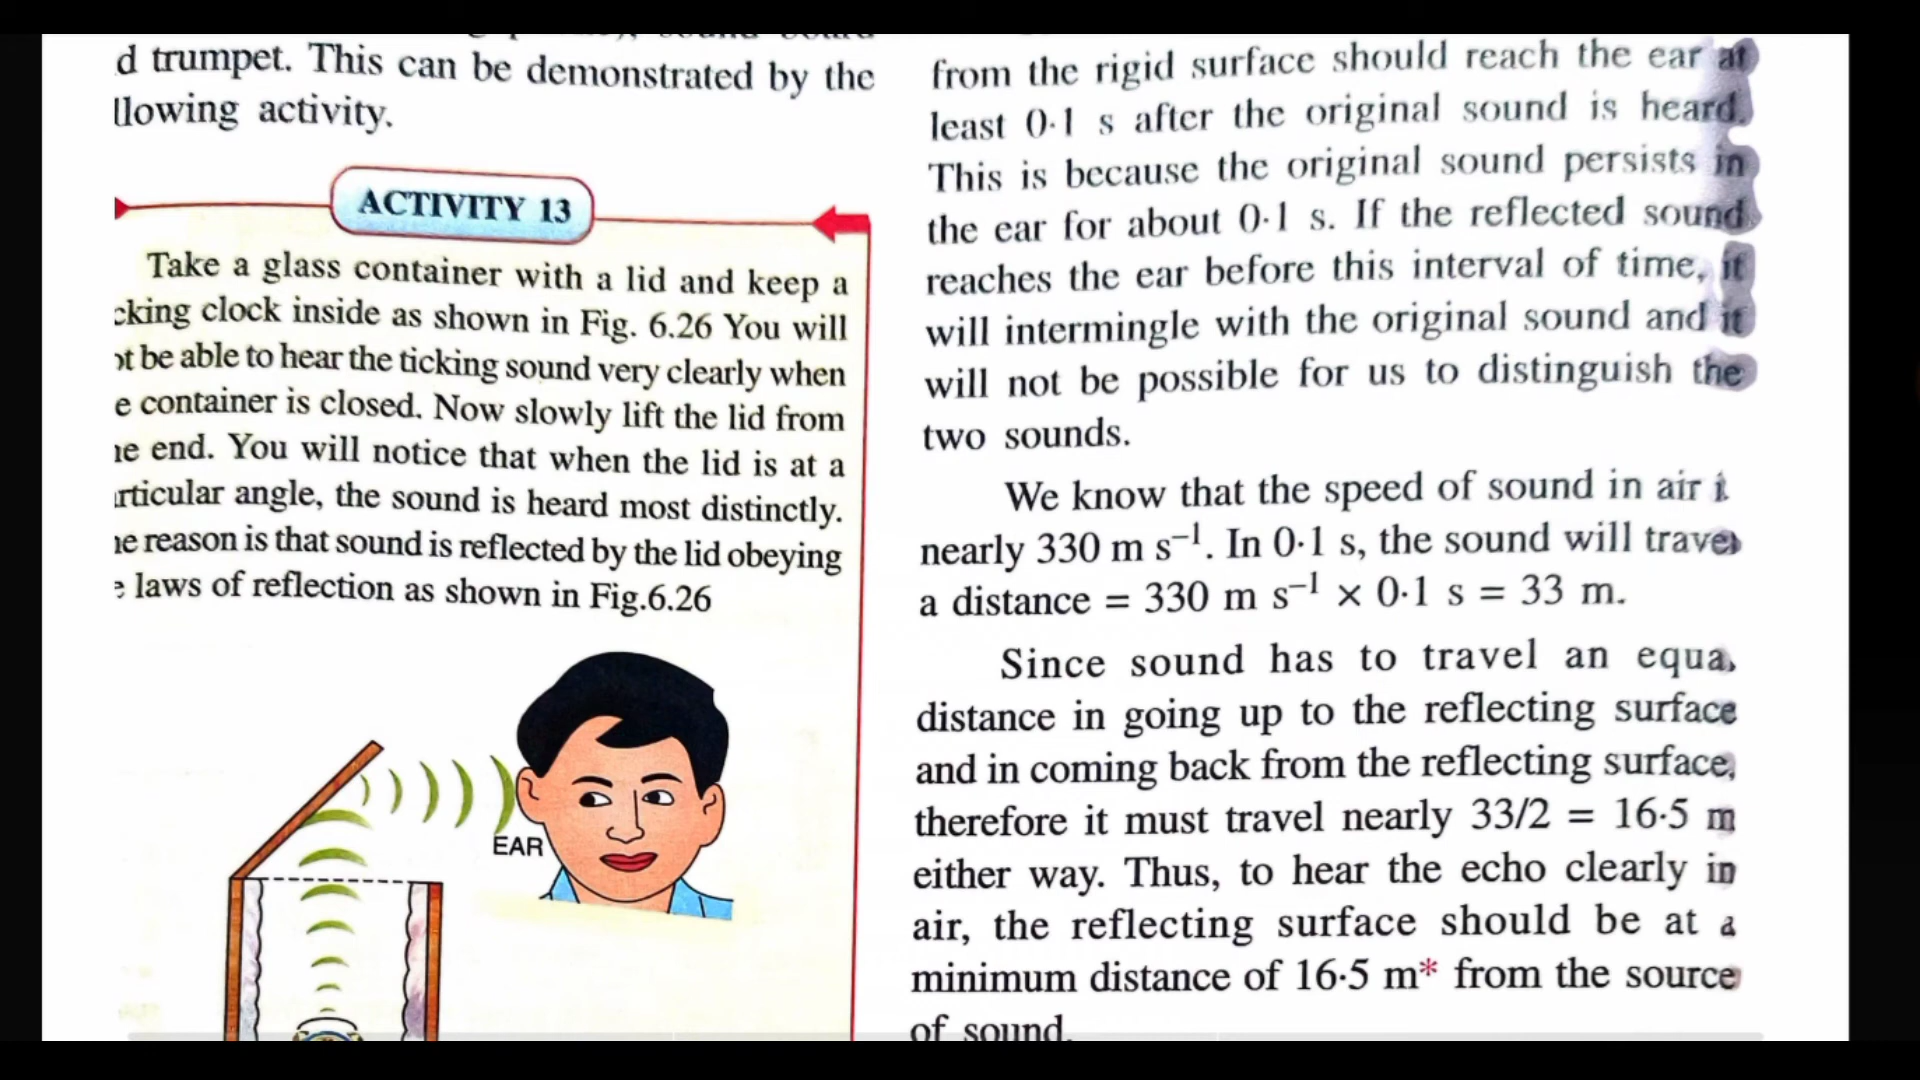 d trumpet. This can be demonstrated by the
llowing activity.
ACTIVITY 13
Take a glass container with a lid and keep a
cking clock inside as shown in Fig. 6.26 You will
ot be able to hear the ticking sound very clearly when
e container is closed. Now slowly lift the lid from
ne end. You will notice that when the lid is at a
rticular angle, the sound is heard most distinctly.
he reason is that sound is reflected by the lid obeying
e laws of reflection as shown in Fig.6.26
EAR
from the rigid surface should reach the ear at
least 0·1 s after the original sound is heard.
This is because the original sound persists in
the ear for about 0·1 s. If the reflected sound
reaches the ear before this interval of time, it
will intermingle with the original sound and it
will not be possible for us to distinguish the
two sounds.
We know that the speed of sound in air i
nearly 330 m s⁻¹. In 0·1 s, the sound will travel
a distance = 330 m s⁻¹ × 0·1 s = 33 m.
Since sound has to travel an equa
distance in going up to the reflecting surface
and in coming back from the reflecting surface,
therefore it must travel nearly 33/2 = 16·5 m
either way. Thus, to hear the echo clearly in
air, the reflecting surface should be at a
minimum distance of 16·5 m* from the source
of sound.